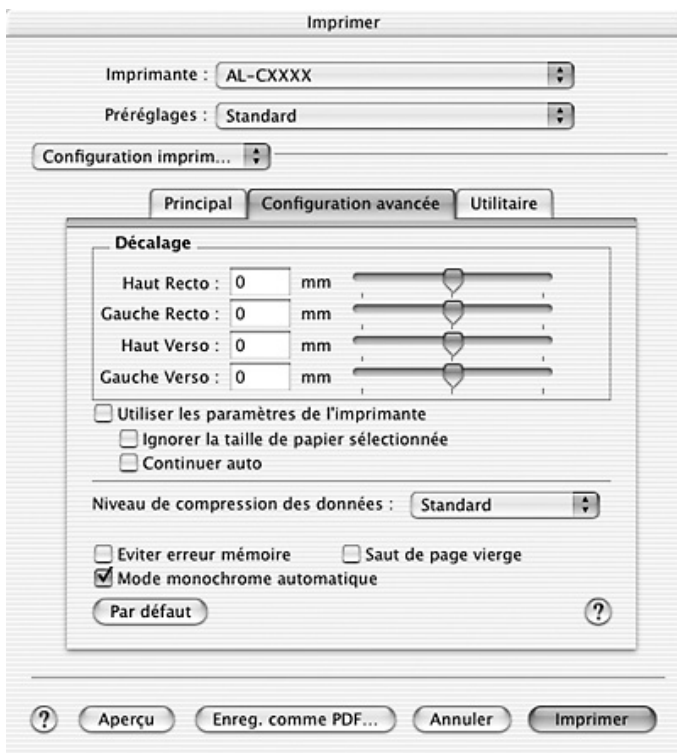 Imprimer
Imprimante : AL-CXXXX
Préréglages : Standard
Configuration imprim...
Principal Configuration avancée Utilitaire
Décalage
Haut Recto : 0 mm
Gauche Recto : 0 mm
Haut Verso : 0 mm
Gauche Verso : 0 mm
Utiliser les paramètres de l'imprimante
Ignorer la taille de papier sélectionnée
Continuer auto
Niveau de compression des données : Standard
Eviter erreur mémoire Saut de page vierge
Mode monochrome automatique
Par défaut ?
? Aperçu Enreg. comme PDF... Annuler Imprimer